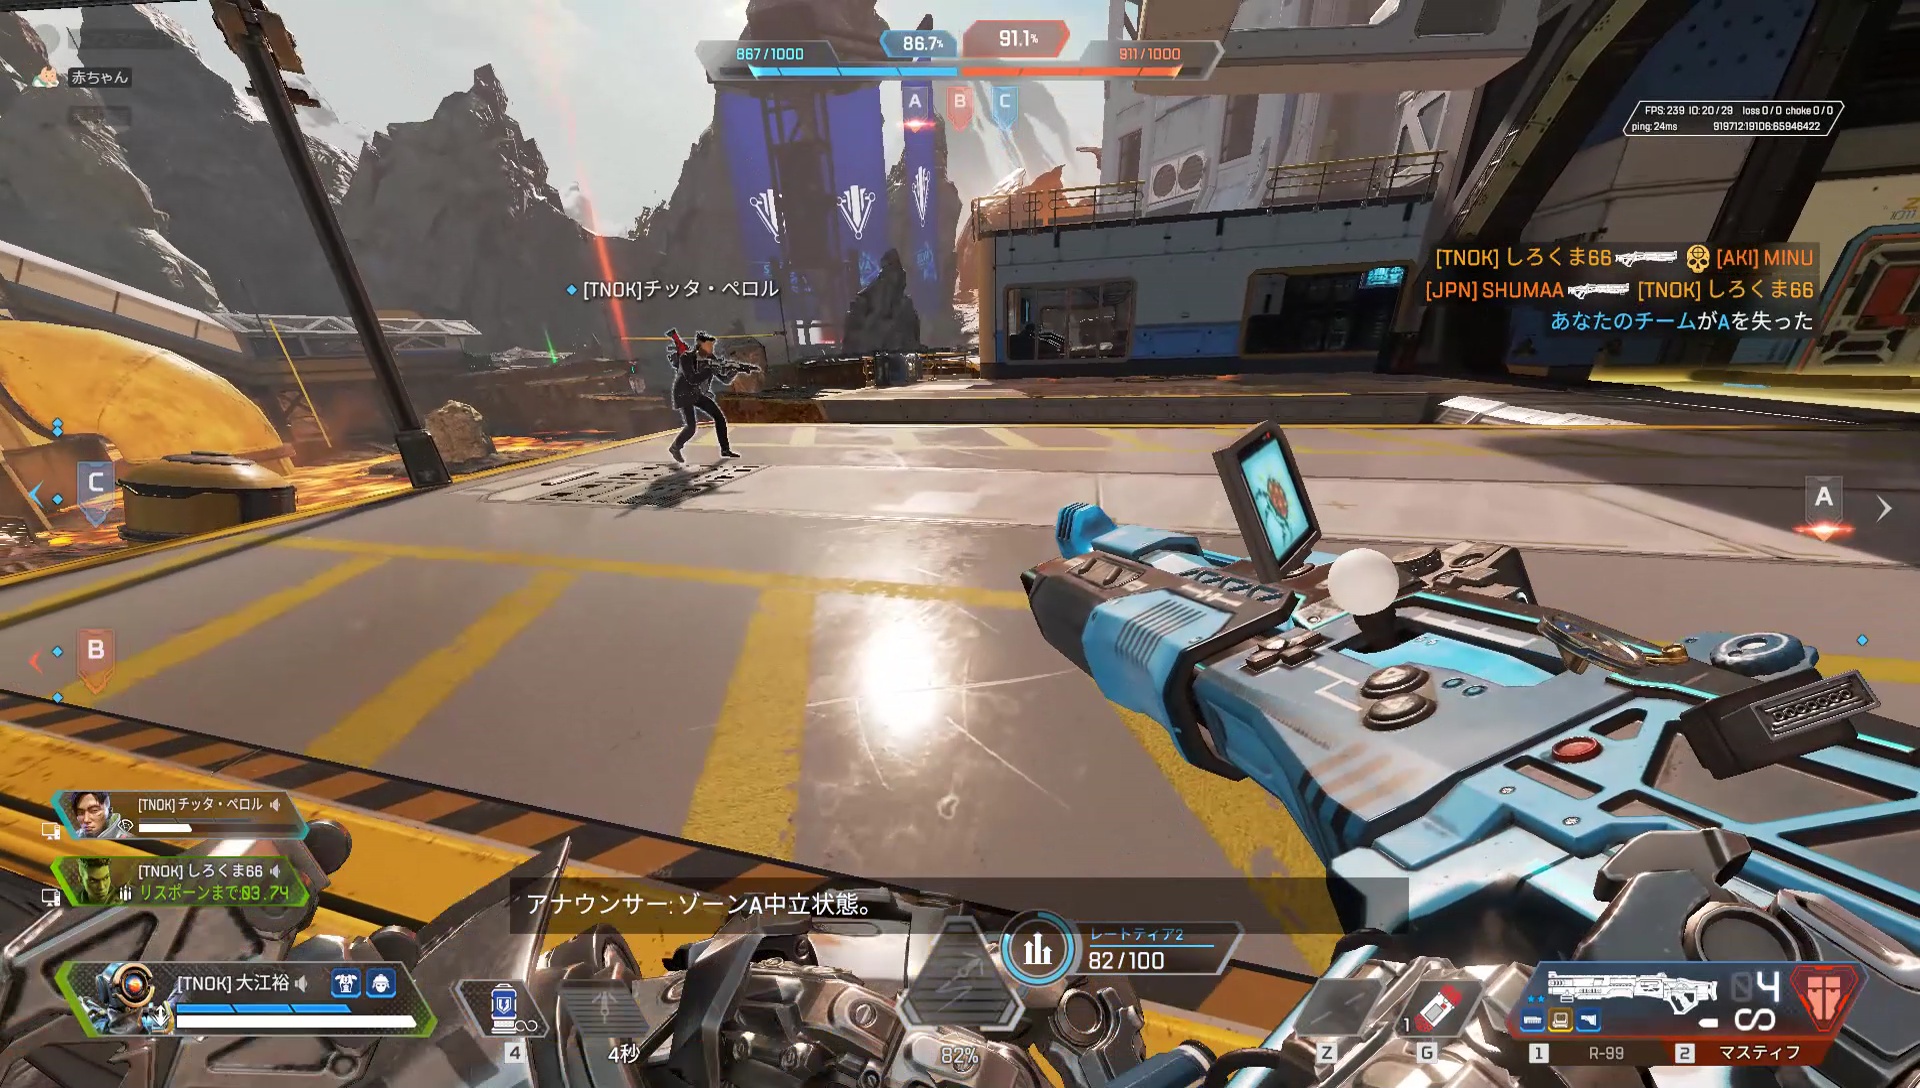 赤ちゃん
867/1000
86.7%
91.1%
911/1000
A B C
FPS:239 IO:20/29 loss 0/0 choke 0/0
ping:24ms 919712:19106:65946422
[TNOK] しろくま66 [AKI] MINU
[JPN] SHUMAA [TNOK] しろくま66
あなたのチームがAを失った
[TNOK]チッタ・ペロル
C
A
B
[TNOK]チッタ・ペロル
[TNOK]しろくま66
リスポーンまで:03.74
アナウンサー: ゾーンA中立状態。
レートティア2
82/100
[TNOK] 大江裕
4
4秒
82%
Z
1
G
04
1 R-99
2 マスティフ